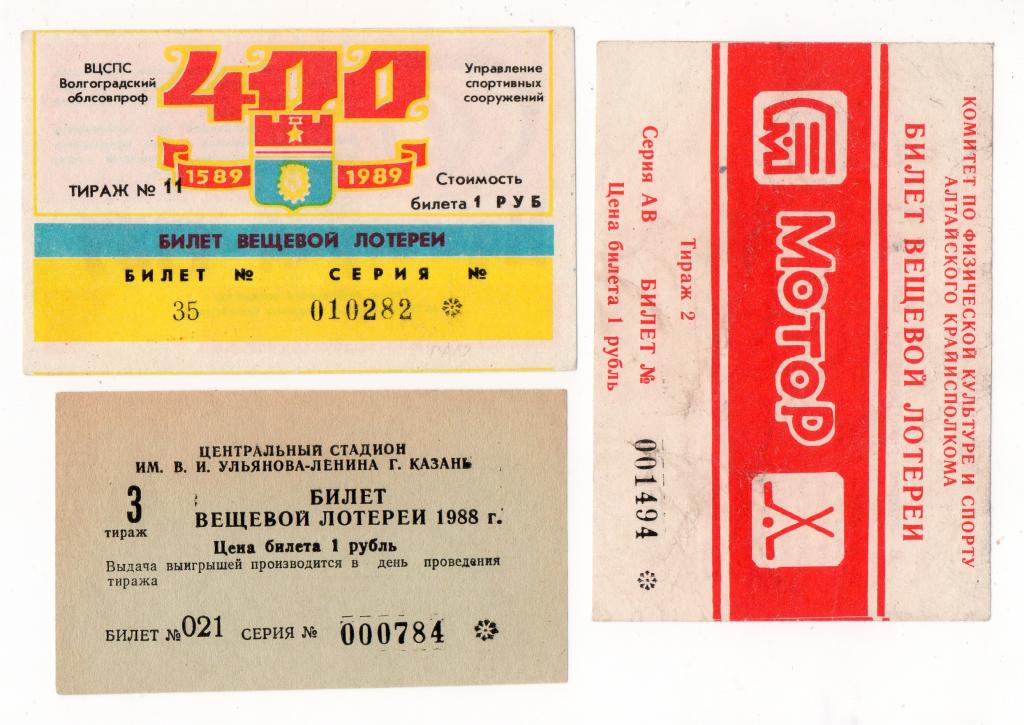 ВЦСПС
Волгоградский
облсовпроф
400
Управление
спортивных
сооружений
1589 1989
ТИРАЖ № 11
Стоимость
билета 1 РУБ
БИЛЕТ ВЕЩЕВОЙ ЛОТЕРЕИ
БИЛЕТ № СЕРИЯ №
35 010282
ЦЕНТРАЛЬНЫЙ СТАДИОН
ИМ. В. И. УЛЬЯНОВА-ЛЕНИНА Г. КАЗАНЬ
3
тираж
БИЛЕТ
ВЕЩЕВОЙ ЛОТЕРЕИ 1988 г.
Цена билета 1 рубль
Выдача выигрышей производится в день проведения
тиража
БИЛЕТ № 021 СЕРИЯ № 000784
КОМИТЕТ ПО ФИЗИЧЕСКОЙ КУЛЬТУРЕ И СПОРТУ
АЛТАЙСКОГО КРАЙИСПОЛКОМА
БИЛЕТ ВЕЩЕВОЙ ЛОТЕРЕИ
МОТОР
Тираж 2
Серия АВ БИЛЕТ № 001494
Цена билета 1 рубль